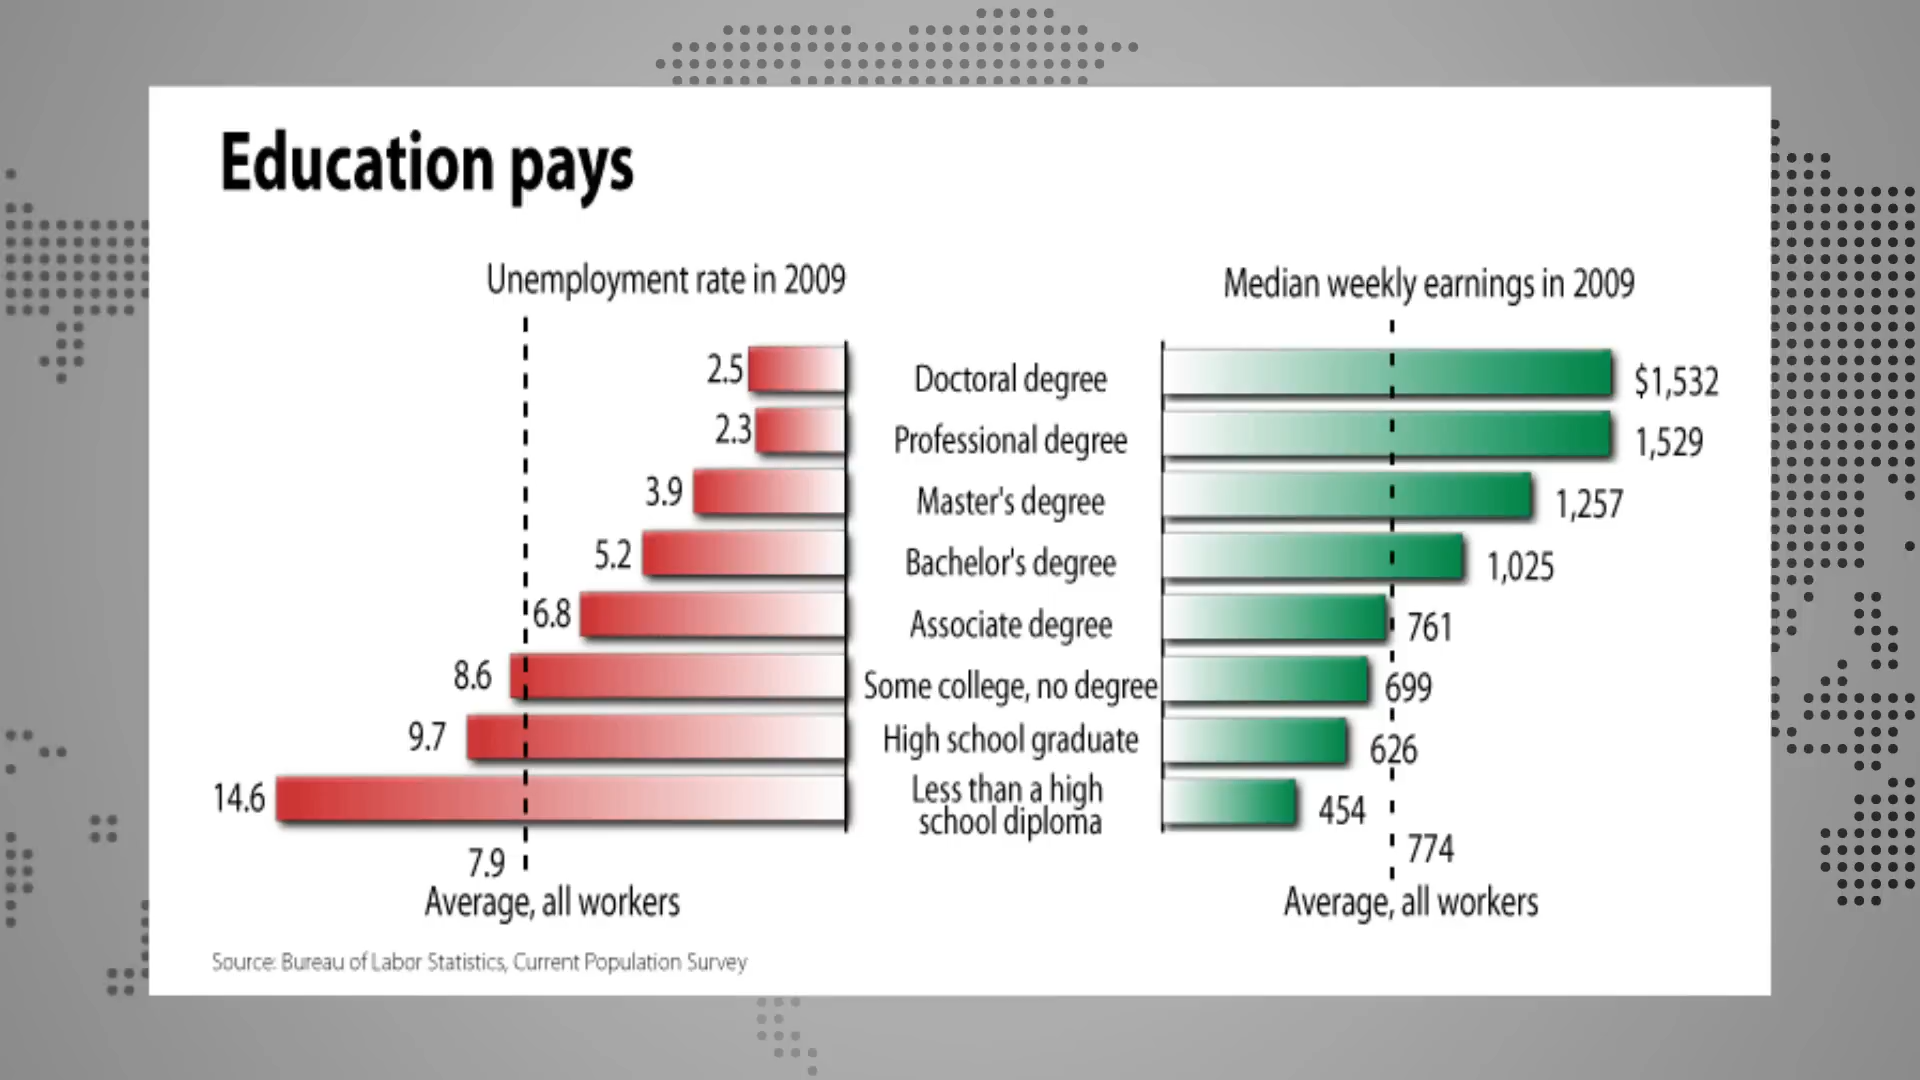 Education pays
Unemployment rate in 2009
Median weekly earnings in 2009
2.5 Doctoral degree $1,532
2.3 Professional degree 1,529
3.9 Master's degree 1,257
5.2 Bachelor's degree 1,025
6.8 Associate degree 761
8.6 Some college, no degree 699
9.7 High school graduate 626
14.6 Less than a high
school diploma 454
7.9
Average, all workers
774
Average, all workers
Source: Bureau of Labor Statistics, Current Population Survey